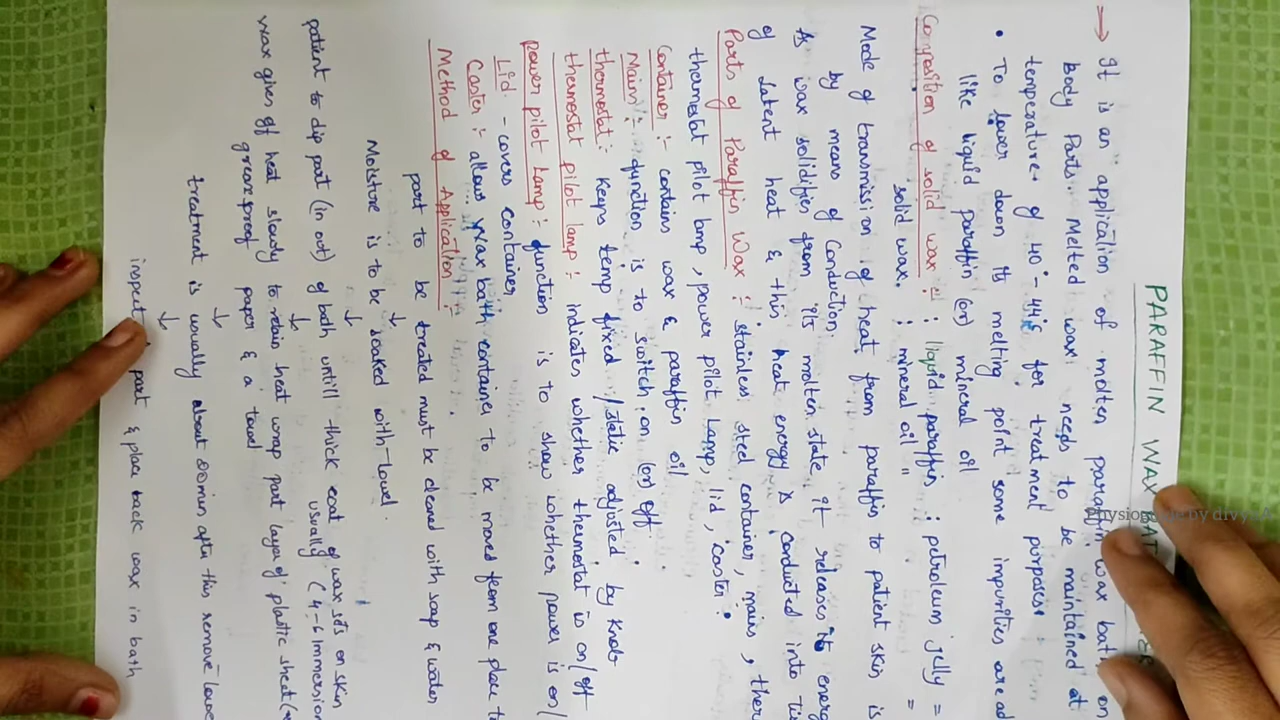 PARAFFIN WAX BAT
→ It is an application of molten paraffin wax bath on
body Parts. Melted wax needs to be maintained at
temperature of 40° - 44°c for treatment purposes
• To lower down its melting point some impurities are ad
like liquid paraffin (or) mineral oil
Composition of solid wax : liquid paraffin : petroleum jelly =
solid wax : mineral oil " =
Mode of transmission of heat from paraffin to patient skin is
by means of Conduction
As wax solidifies from its molten state it releases its energ
of latent heat & this heat energy is conducted into tis
Parts of Paraffin Wax : stainless steel container, mains, ther
thermostat pilot lamp, power pilot lamp, lid, caster.
Container :- contains wax & paraffin oil
Mains :- function is to switch on (or) off.
thermostat :- keeps temp fixed / static adjusted by knob
thermostat pilot lamp : indicates whether thermostat is on/off
power pilot lamp :- function is to show whether power is on/
Lid - covers container
Caster :- allows wax bath container to be moved from one place t
Method of Application :-
part to be treated must be cleaned with soap & water
↓
Moisture is to be soaked with towel.
↓
patient to dip part (in out) of bath untill thick coat of wax sets on skin
↓ usually (4-6 immersion
wax gives off heat slowly to retain heat wrap part layer of plastic sheet (
greaseproof paper & a towel
↓
treatment is usually about 20min after this remove
↓
inspect part & place back wax in bath
Physio by divya